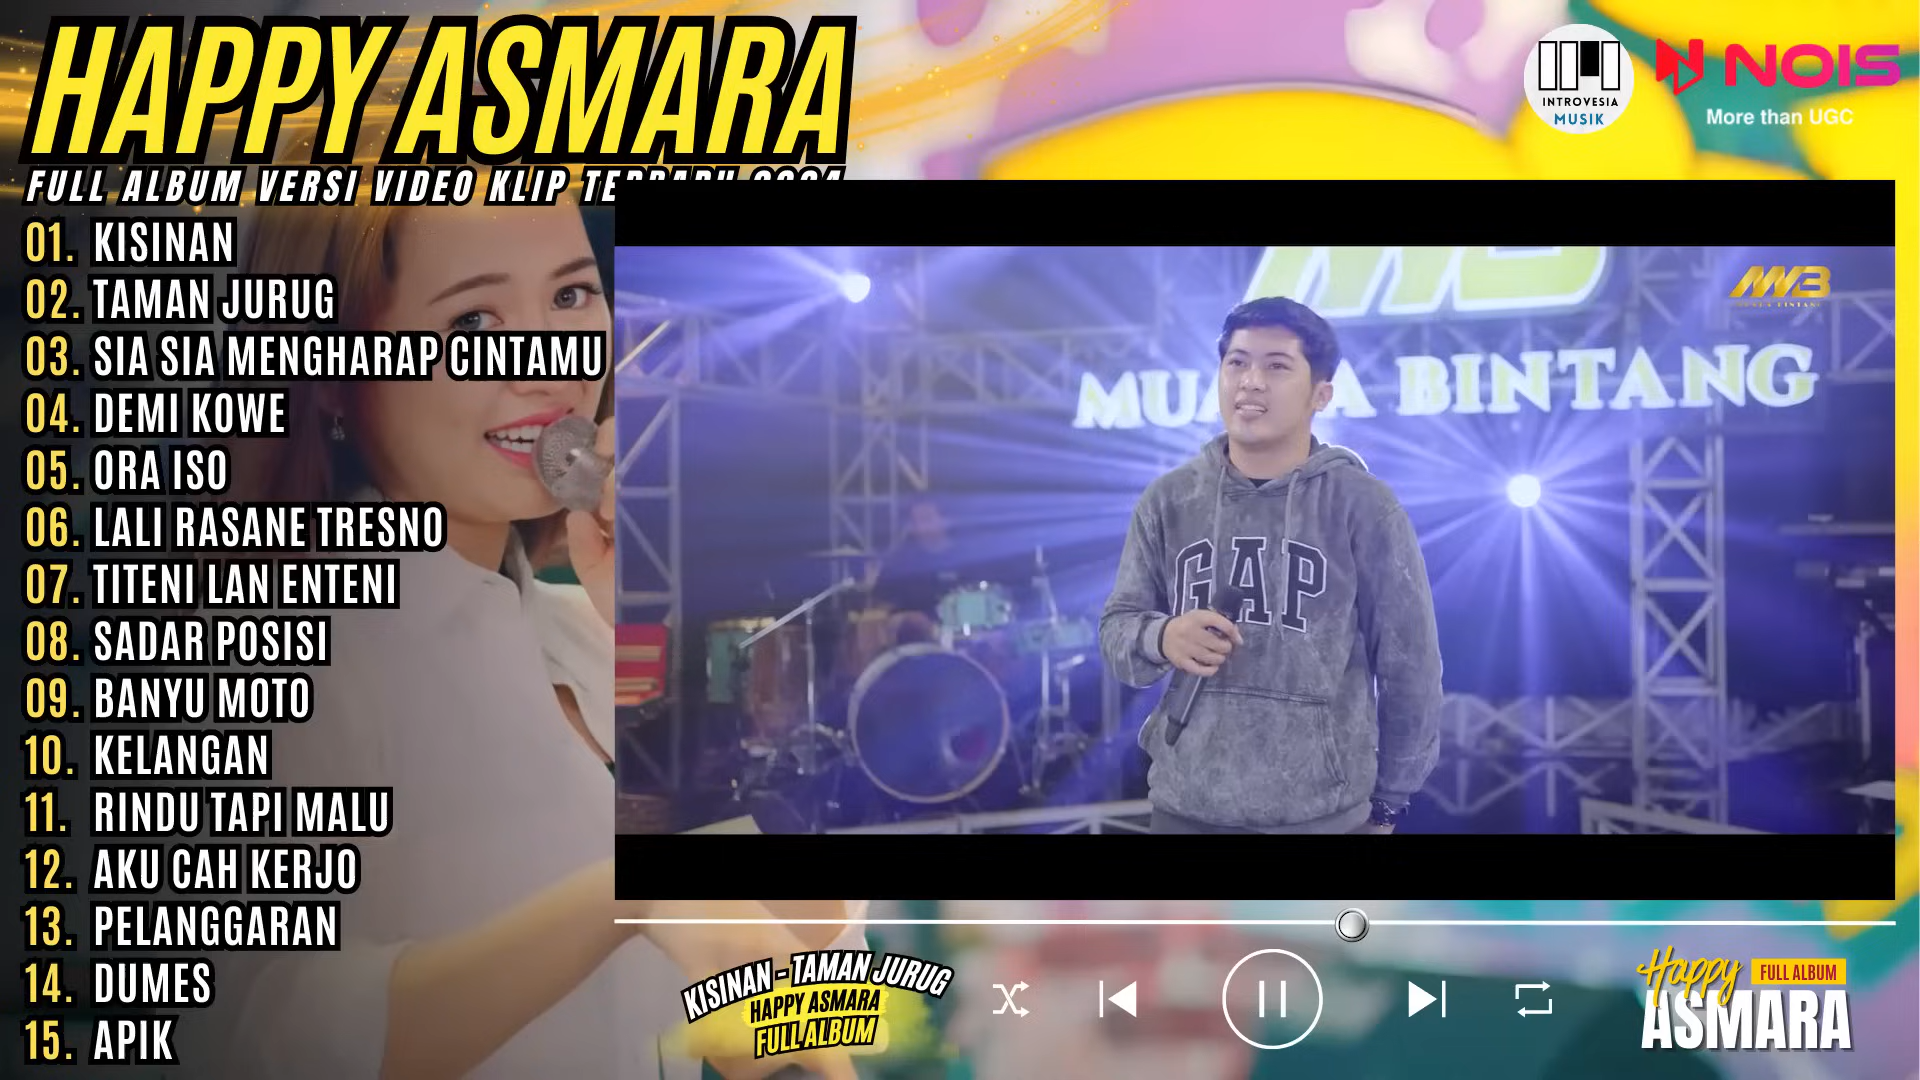 HAPPY ASMARA
FULL ALBUM VERSI VIDEO KLIP
INTROVESIA
MUSIK
NOIS
More than UGC
01. KISINAN
02. TAMAN JURUG
03. SIA SIA MENGHARAP CINTAMU
04. DEMI KOWE
05. ORA ISO
06. LALI RASANE TRESNO
07. TITENI LAN ENTENI
08. SADAR POSISI
09. BANYU MOTO
10. KELANGAN
11. RINDU TAPI MALU
12. AKU CAH KERJO
13. PELANGGARAN
14. DUMES
15. APIK
BINTANG
GAP
KISINAN - TAMAN JURUG
HAPPY ASMARA
FULL ALBUM
Happy
FULL ALBUM
ASMARA